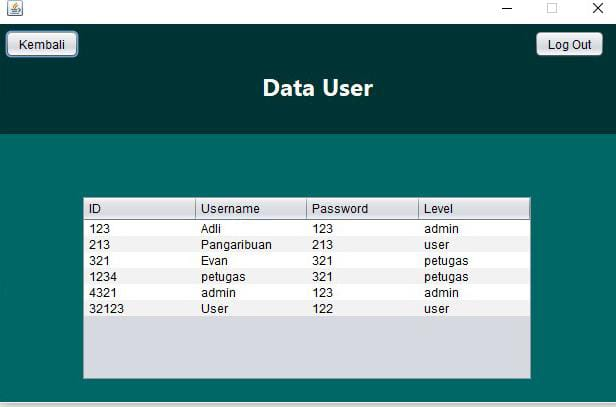 Kembali Log Out
Data User
ID Username Password Level
123 Adli 123 admin
213 Pangaribuan 213 user
321 Evan 321 petugas
1234 petugas 321 petugas
4321 admin 123 admin
32123 User 122 user